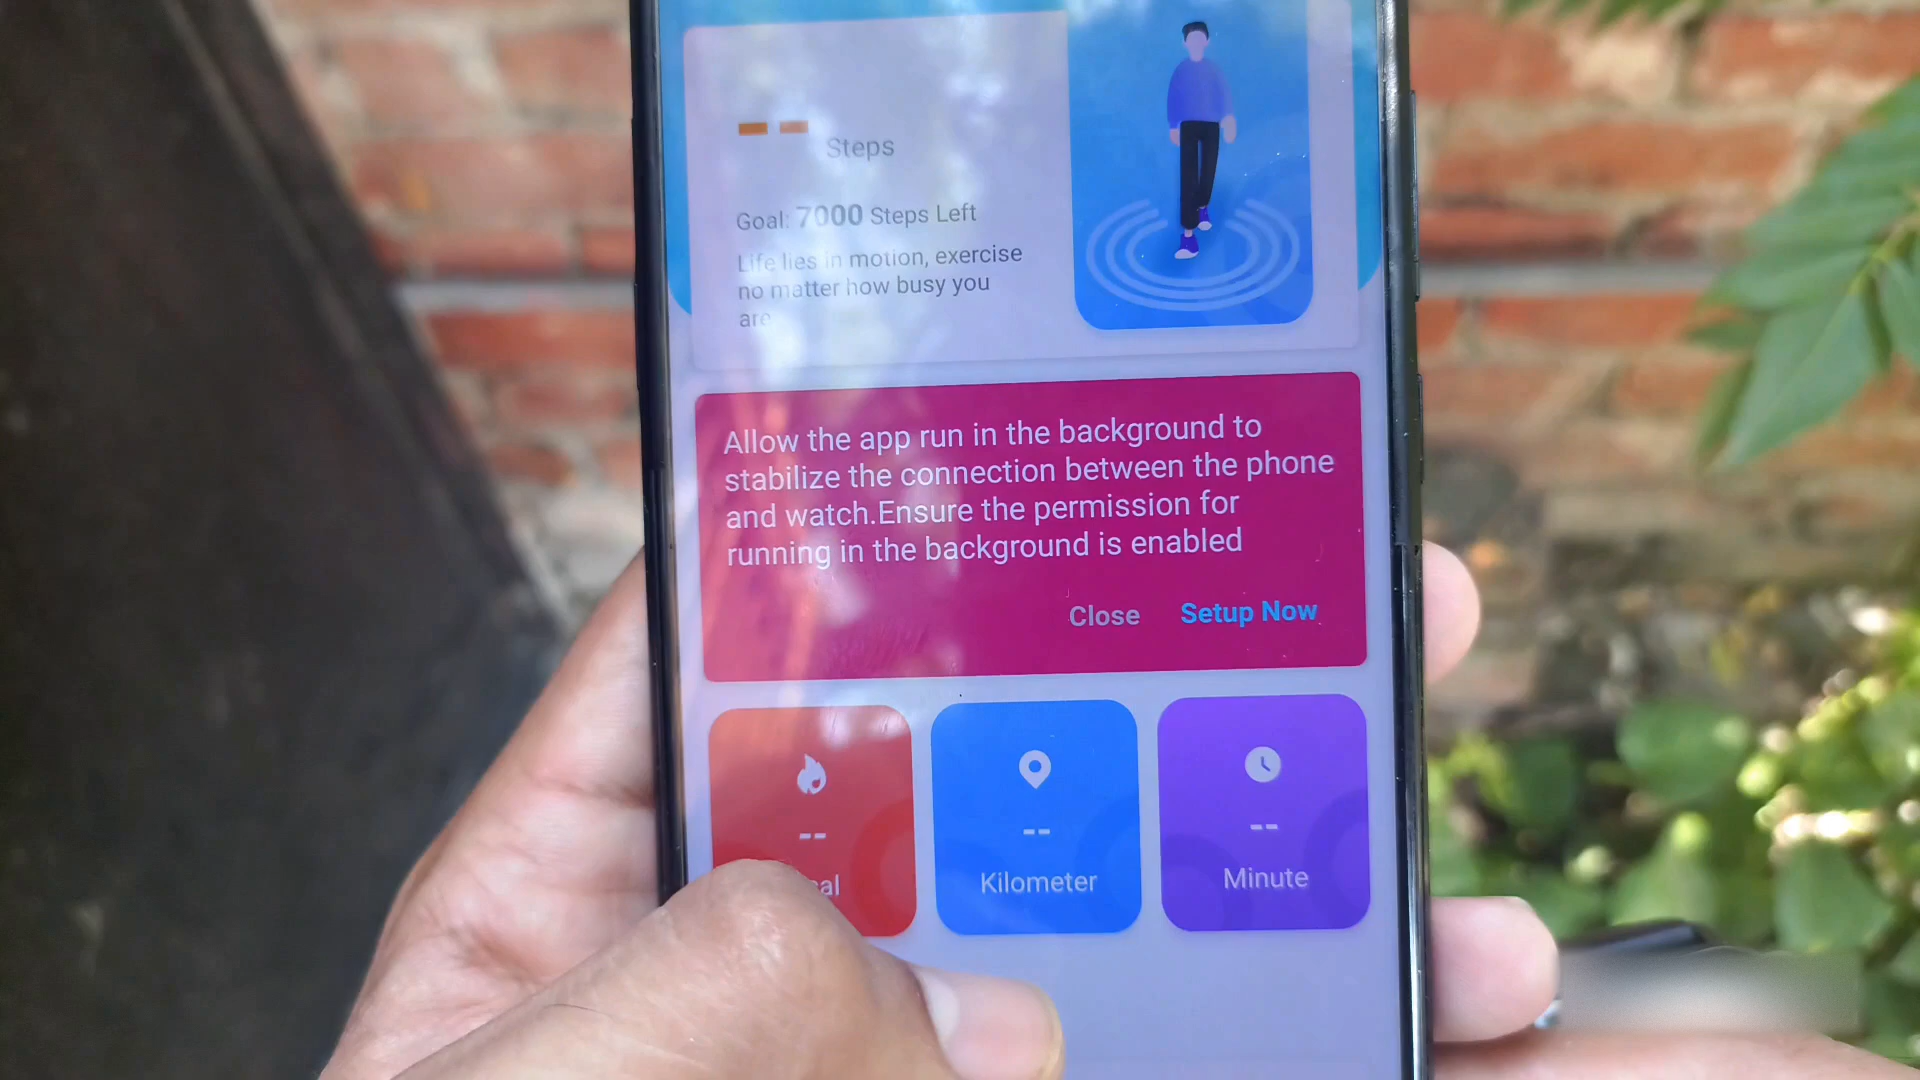 -- Steps
Goal: 7000 Steps Left
Life lies in motion, exercise
no matter how busy you
are
Allow the app run in the background to
stabilize the connection between the phone
and watch.Ensure the permission for
running in the background is enabled
Close Setup Now
-- -- --
Kilometer Minute